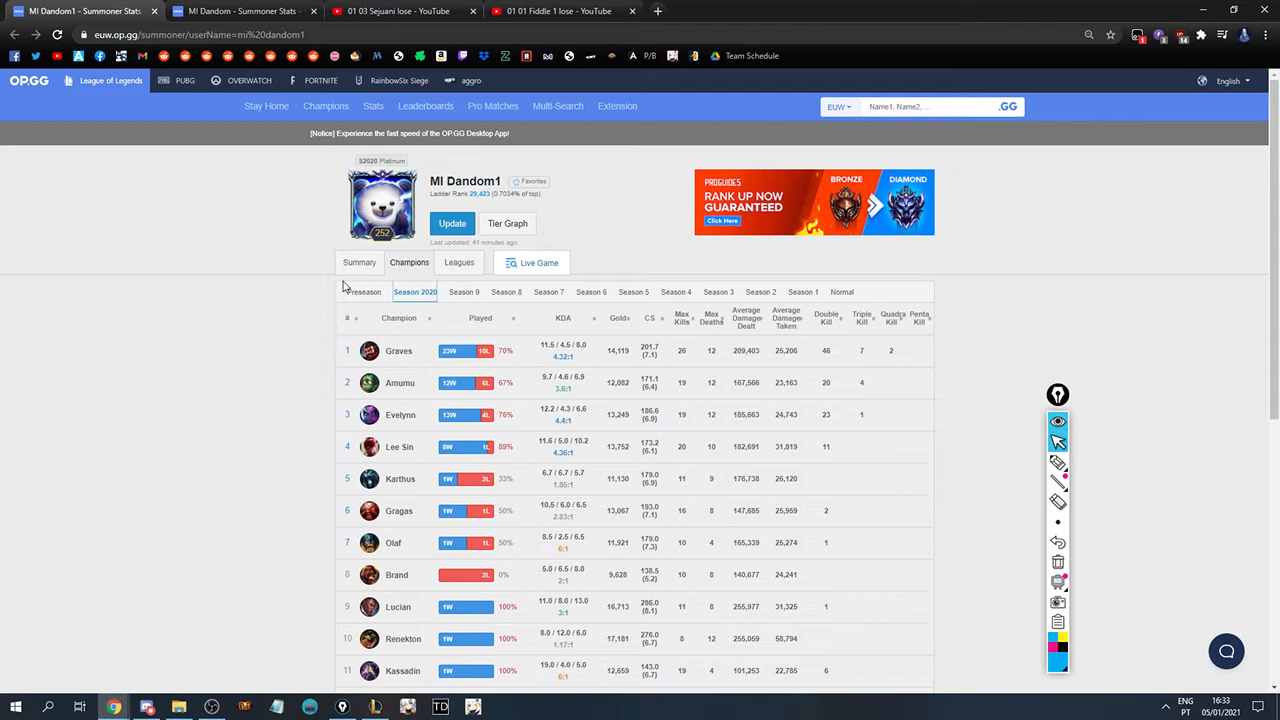 MI Dandom1 - Summoner Stats
MI Dandom - Summoner Stats
01 03 Sejuani lose - YouTube
01 01 Fiddle 1 lose - YouTube
euw.op.gg/summoner/userName=mi%20dandom1
P/B
Team Schedule
OP.GG
League of Legends
PUBG
OVERWATCH
FORTNITE
RainbowSix Siege
aggro
English
Stay Home Champions Stats Leaderboards Pro Matches Multi-Search Extension
EUW
Name1, Name2, ...
.GG
[Notice] Experience the fast speed of the OP.GG Desktop App!
S2020 Platinum
252
MI Dandom1
Favorites
Ladder Rank 29,423 (0.7034% of top)
Update
Tier Graph
Last updated: 41 minutes ago
PROGUIDES
RANK UP NOW
GUARANTEED
Click Here
BRONZE
DIAMOND
Summary Champions Leagues Live Game
Preseason Season 2020 Season 9 Season 8 Season 7 Season 6 Season 5 Season 4 Season 3 Season 2 Season 1 Normal
# Champion Played KDA Gold CS Max Kills Max Deaths Average Damage Dealt Average Damage Taken Double Kill Triple Kill Quadra Kill Penta Kill
1 Graves 23W 10L 70% 11.5 / 4.5 / 8.0 4.32:1 14,119 201.7 (7.1) 26 12 209,403 25,206 46 7 2
2 Amumu 12W 6L 67% 9.7 / 4.6 / 6.9 3.6:1 12,082 171.1 (6.4) 19 12 167,566 23,163 20 4
3 Evelynn 13W 4L 76% 12.2 / 4.3 / 6.6 4.4:1 13,249 186.6 (6.9) 19 12 185,663 24,743 23 1
4 Lee Sin 8W 1L 89% 11.6 / 5.0 / 10.2 4.36:1 13,752 173.2 (6.1) 20 10 182,691 31,819 11
5 Karthus 1W 2L 33% 6.7 / 6.7 / 5.7 1.85:1 11,130 179.0 (6.9) 11 9 176,738 26,120
6 Gragas 1W 1L 50% 10.5 / 6.0 / 6.5 2.83:1 13,067 193.0 (7.1) 16 8 147,685 25,959 2
7 Olaf 1W 1L 50% 8.5 / 2.5 / 6.5 6:1 11,921 179.0 (7.3) 10 4 165,339 25,274 1
8 Brand 2L 0% 5.0 / 6.5 / 8.0 2:1 9,628 138.5 (5.2) 10 8 140,677 24,241
9 Lucian 1W 100% 11.0 / 8.0 / 13.0 3:1 16,713 286.0 (8.1) 11 8 255,977 31,325 1
10 Renekton 1W 100% 8.0 / 12.0 / 6.0 1.17:1 17,181 276.0 (6.7) 8 12 255,059 58,794
11 Kassadin 1W 100% 19.0 / 4.0 / 5.0 6:1 12,659 143.0 (6.7) 19 4 101,253 22,785 6
TD
ENG
PT
16:33
05/01/2021